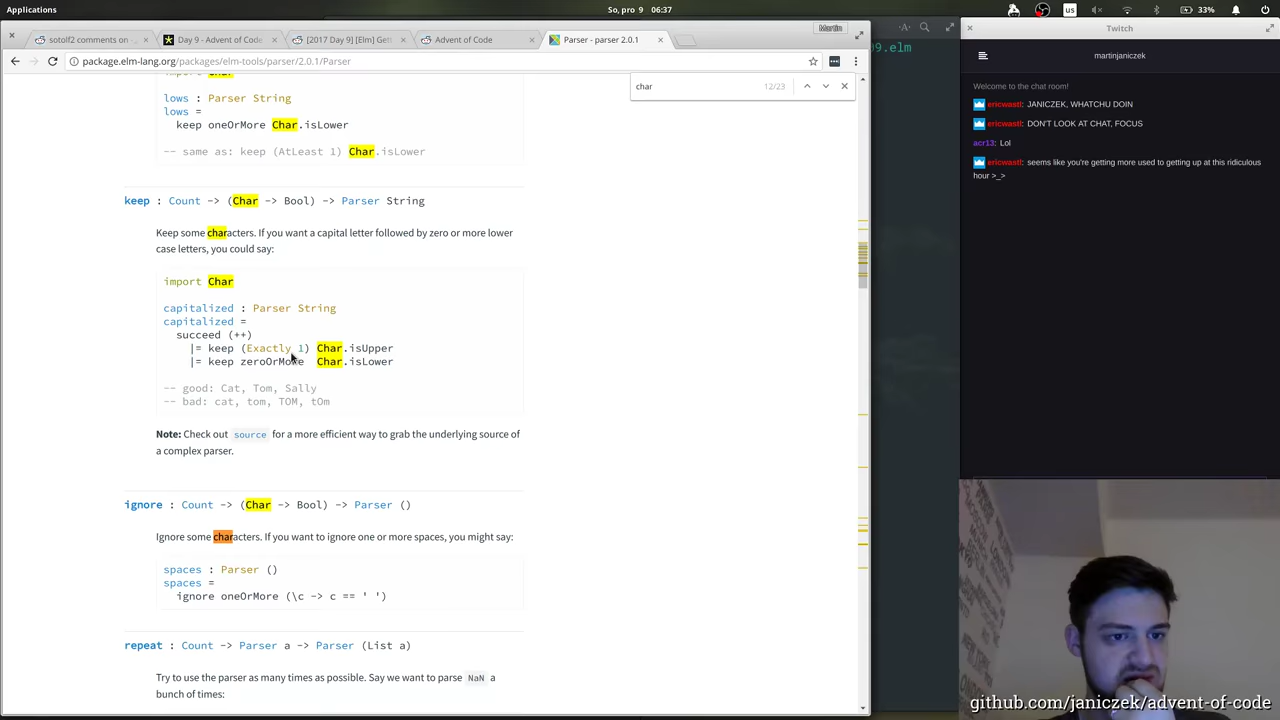 Applications
So, pro 9 06:37
us
33%
Martin
sotolf2 comments on
Day 9 - Advent of
[2017 Day 9] [Elm] Gen
Advent of Code
Parser - parser 2.0.1
package.elm-lang.org/packages/elm-tools/parser/2.0.1/Parser
char 12/23
import Char
lows : Parser String
lows =
keep oneOrMore Char.isLower
-- same as: keep (AtLeast 1) Char.isLower
keep : Count -> (Char -> Bool) -> Parser String
Keep some characters. If you want a capital letter followed by zero or more lower
case letters, you could say:
import Char
capitalized : Parser String
capitalized =
succeed (++)
|= keep (Exactly 1) Char.isUpper
|= keep zeroOrMore Char.isLower
-- good: Cat, Tom, Sally
-- bad: cat, tom, TOM, tOm
Note: Check out source for a more efficient way to grab the underlying source of
a complex parser.
ignore : Count -> (Char -> Bool) -> Parser ()
Ignore some characters. If you want to ignore one or more spaces, you might say:
spaces : Parser ()
spaces =
ignore oneOrMore (\c -> c == ' ')
repeat : Count -> Parser a -> Parser (List a)
Try to use the parser as many times as possible. Say we want to parse NaN a
bunch of times:
A
09.elm
Twitch
martinjaniczek
Welcome to the chat room!
ericwastl: JANICZEK, WHATCHU DOIN
ericwastl: DON'T LOOK AT CHAT, FOCUS
acr13: Lol
ericwastl: seems like you're getting more used to getting up at this ridiculous
hour >_>
github.com/janiczek/advent-of-code